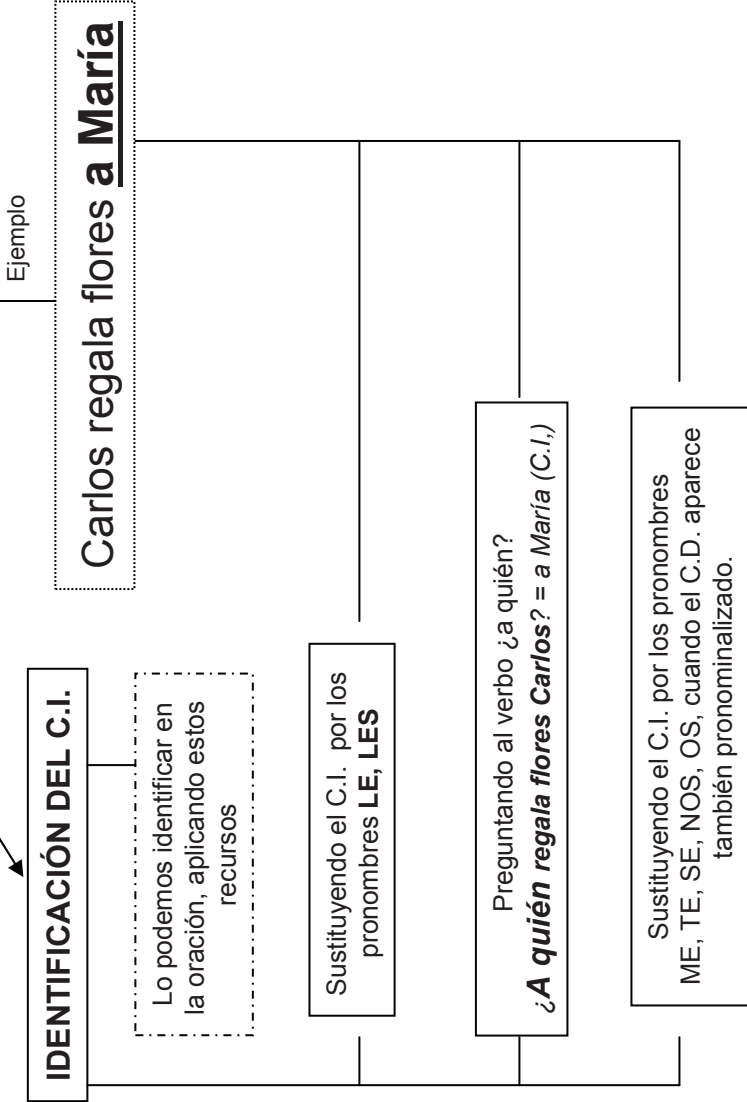 Ejemplo
Carlos regala flores a María
IDENTIFICACIÓN DEL C.I.
Lo podemos identificar en
la oración, aplicando estos
recursos
Sustituyendo el C.I. por los
pronombres LE, LES
Preguntando al verbo ¿a quién?
¿A quién regala flores Carlos? = a María (C.I,)
Sustituyendo el C.I. por los pronombres
ME, TE, SE, NOS, OS, cuando el C.D. aparece
también pronominalizado.